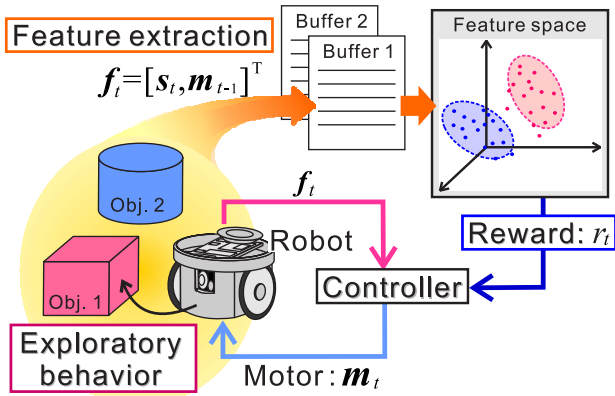 Feature extraction
f_t=[s_t, m_{t-1}]^T
Buffer 2
Buffer 1
Feature space
Obj. 2
f_t
Robot
Reward: r_t
Obj. 1
Controller
Exploratory
behavior
Motor: m_t